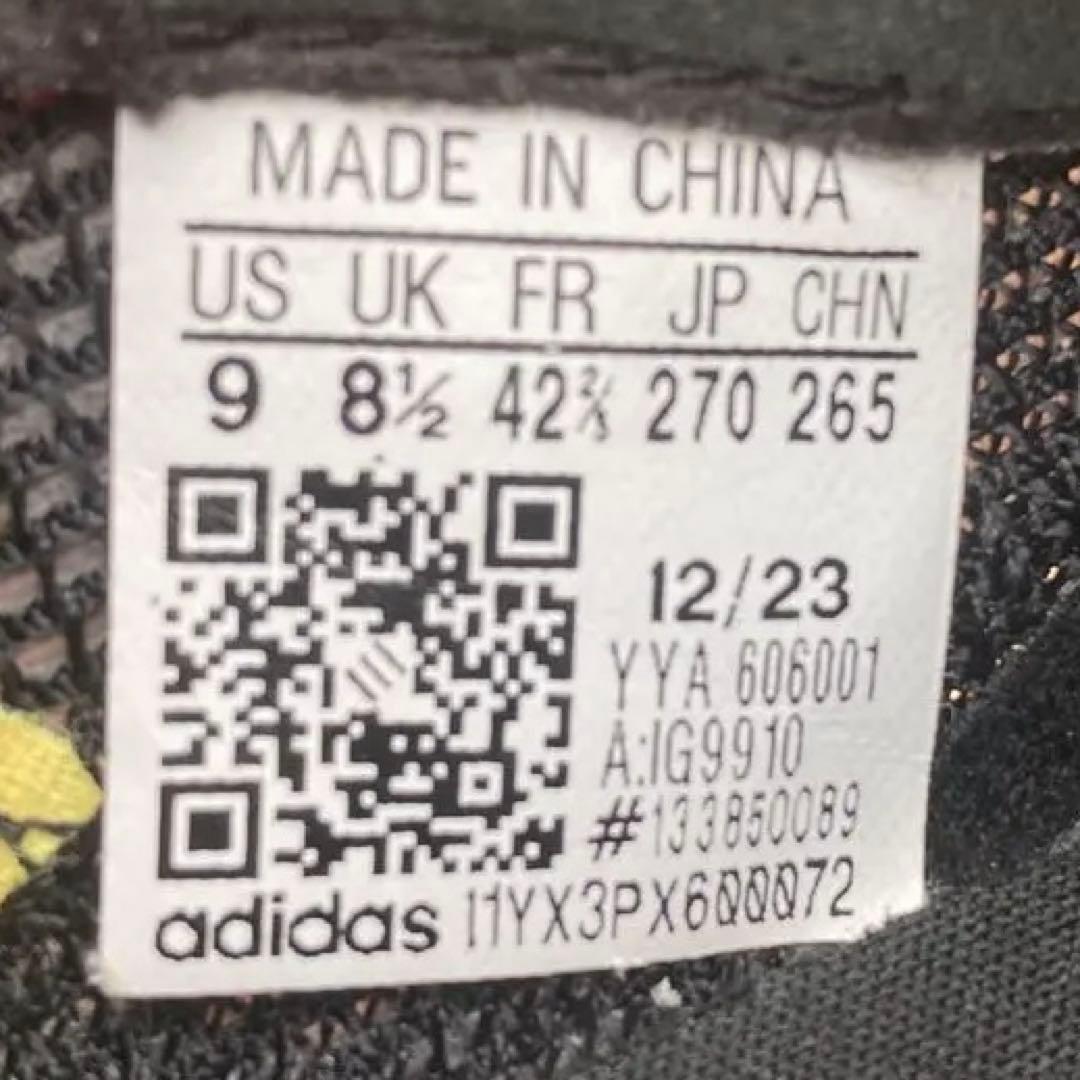 MADE IN CHINA
US UK FR JP CHN
9 8½ 42⅔ 270 265
12/23
YYA 606001
A:IG9910
#133850089
adidas 11YX3PX600072